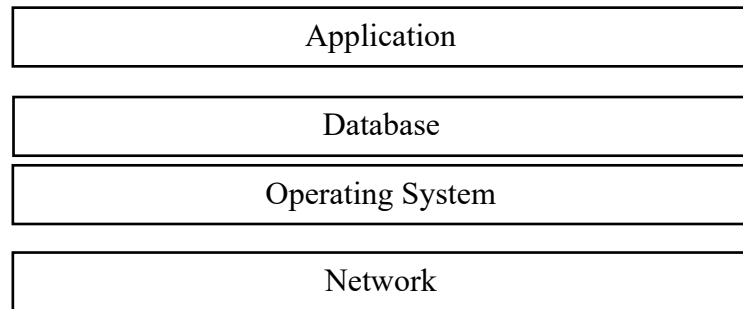 Application
Database
Operating System
Network